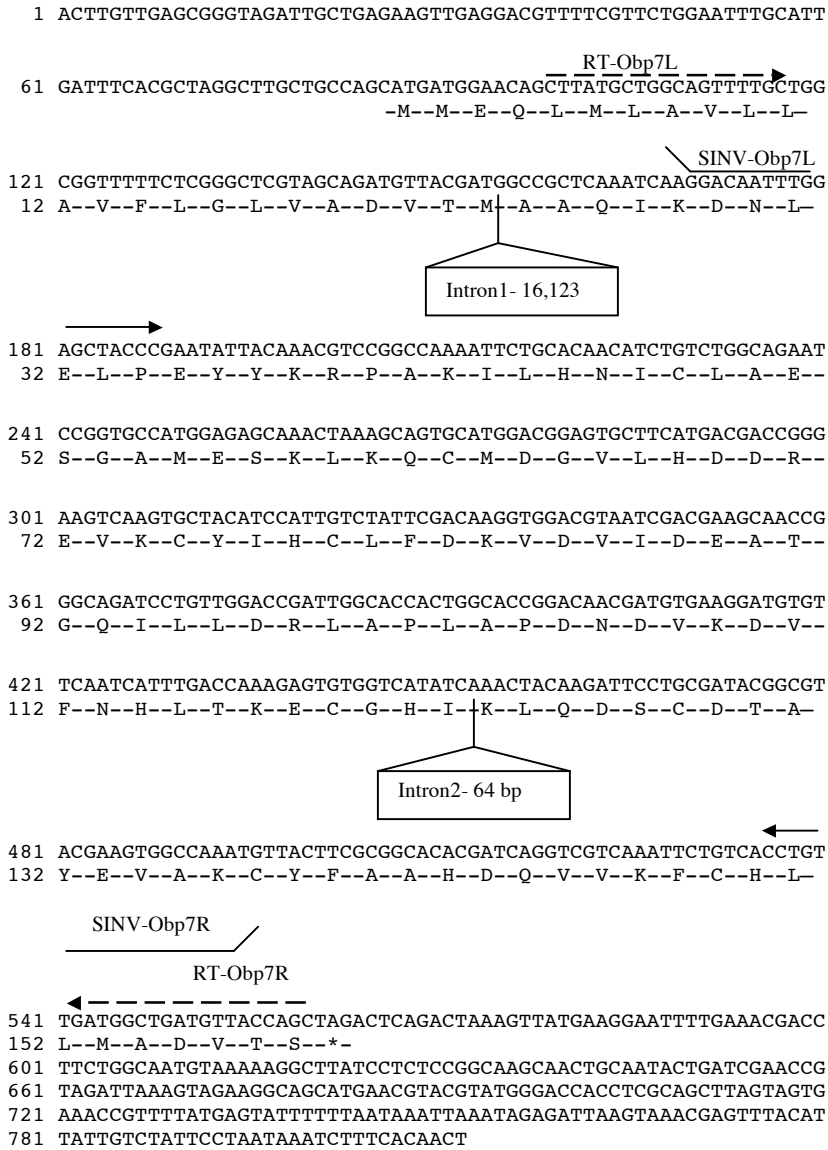 1 ACTTGTTGAGCGGGTAGATTGCTGAGAAGTTGAGGACGTTTTCGTTCTGGAATTTGCATT
RT-Obp7L
61 GATTTCACGCTAGGCTTGCTGCCAGCATGATGGAACAGCTTATGCTGGCAGTTTTGCTGG
-M--M--E--Q--L--M--L--A--V--L--L-
SINV-Obp7L
121 CGGTTTTTCTCGGGCTCGTAGCAGATGTTACGATGGCCGCTCAAATCAAGGACAATTTGG
12 A--V--F--L--G--L--V--A--D--V--T--M--A--A--Q--I--K--D--N--L-
Intron1- 16,123
181 AGCTACCCGAATATTACAAACGTCCGGCCAAAATTCTGCACAACATCTGTCTGGCAGAAT
32 E--L--P--E--Y--Y--K--R--P--A--K--I--L--H--N--I--C--L--A--E--
241 CCGGTGCCATGGAGAGCAAACTAAAGCAGTGCATGGACGGAGTGCTTCATGACGACCGGG
52 S--G--A--M--E--S--K--L--K--Q--C--M--D--G--V--L--H--D--D--R--
301 AAGTCAAGTGCTACATCCATTGTCTATTCGACAAGGTGGACGTAATCGACGAAGCAACCG
72 E--V--K--C--Y--I--H--C--L--F--D--K--V--D--V--I--D--E--A--T--
361 GGCAGATCCTGTTGGACCGATTGGCACCACTGGCACCGGACAACGATGTGAAGGATGTGT
92 G--Q--I--L--L--D--R--L--A--P--L--A--P--D--N--D--V--K--D--V--
421 TCAATCATTTGACCAAAGAGTGTGGTCATATCAAACTACAAGATTCCTGCGATACGGCGT
112 F--N--H--L--T--K--E--C--G--H--I--K--L--Q--D--S--C--D--T--A-
Intron2- 64 bp
481 ACGAAGTGGCCAAATGTTACTTCGCGGCACACGATCAGGTCGTCAAATTCTGTCACCTGT
132 Y--E--V--A--K--C--Y--F--A--A--H--D--Q--V--V--K--F--C--H--L-
SINV-Obp7R
RT-Obp7R
541 TGATGGCTGATGTTACCAGCTAGACTCAGACTAAAGTTATGAAGGAATTTTGAAACGACC
152 L--M--A--D--V--T--S--*-
601 TTCTGGCAATGTAAAAAGGCTTATCCTCTCCGGCAAGCAACTGCAATACTGATCGAACCG
661 TAGATTAAAGTAGAAGGCAGCATGAACGTACGTATGGGACCACCTCGCAGCTTAGTAGTG
721 AAACCGTTTTATGAGTATTTTTTAATAAATTAAATAGAGATTAAGTAAACGAGTTTACAT
781 TATTGTCTATTCCTAATAAATCTTTCACAACT